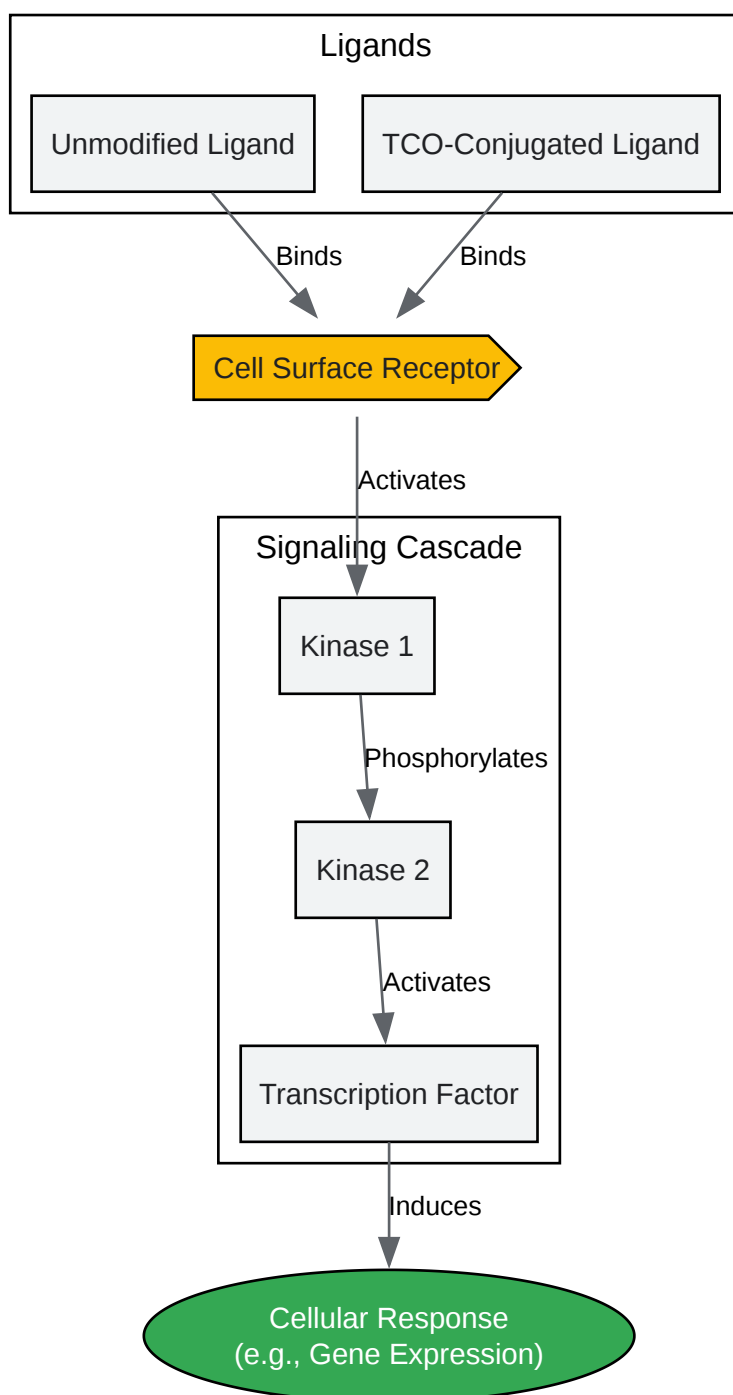 Ligands
Unmodified Ligand
TCO-Conjugated Ligand
Binds
Binds
Cell Surface Receptor
Activates
Signaling Cascade
Kinase 1
Phosphorylates
Kinase 2
Activates
Transcription Factor
Induces
Cellular Response
(e.g., Gene Expression)